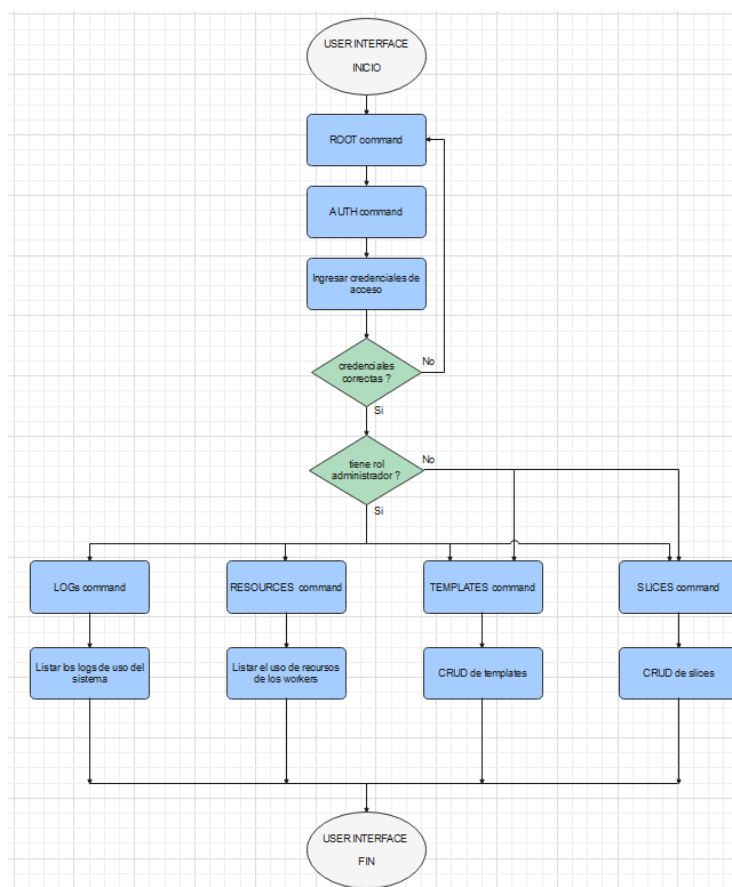 USER INTERFACE
INICIO
ROOT command
AUTH command
Ingresar credenciales de
acceso
credenciales
correctas ?
No
Si
tiene rol
administrador ?
No
Si
LOGs command
RESOURCES command
TEMPLATES command
SLICES command
Listar los logs de uso del
sistema
Listar el uso de recursos
de los workers
CRUD de templates
CRUD de slices
USER INTERFACE
FIN